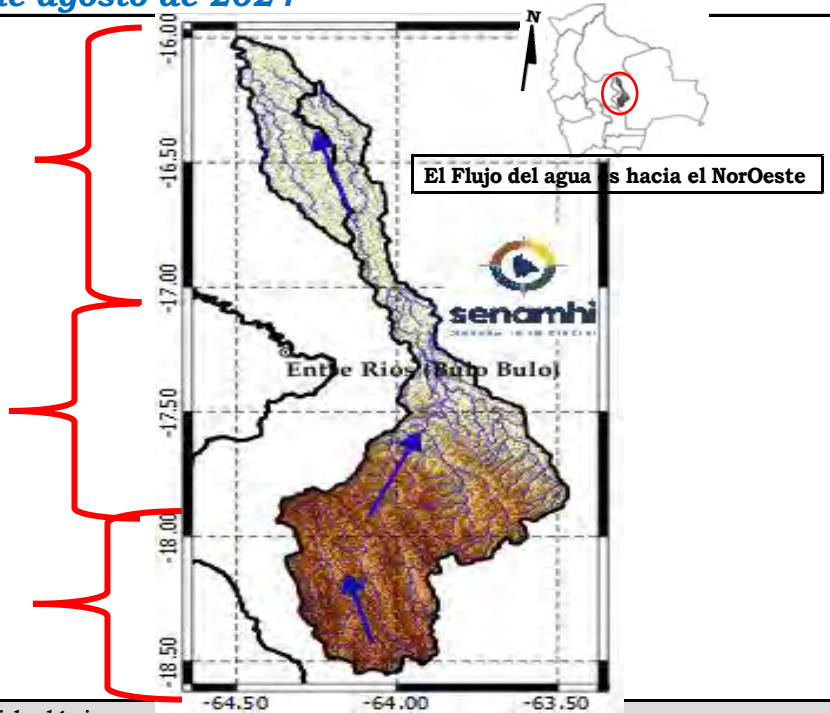 de agosto de 2024
N
El Flujo del agua es hacia el NorOeste
-16.00
-16.50
-17.00
senamhi
Entre Rios (Bulo Bulo)
-17.50
-18.00
-18.50
-64.50 -64.00 -63.50